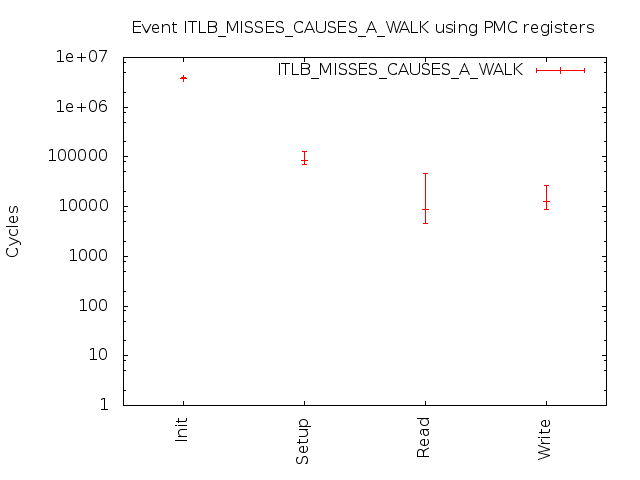 Event ITLB_MISSES_CAUSES_A_WALK using PMC registers
ITLB_MISSES_CAUSES_A_WALK
1e+07
1e+06
100000
10000
1000
100
10
1
Cycles
Init
Setup
Read
Write